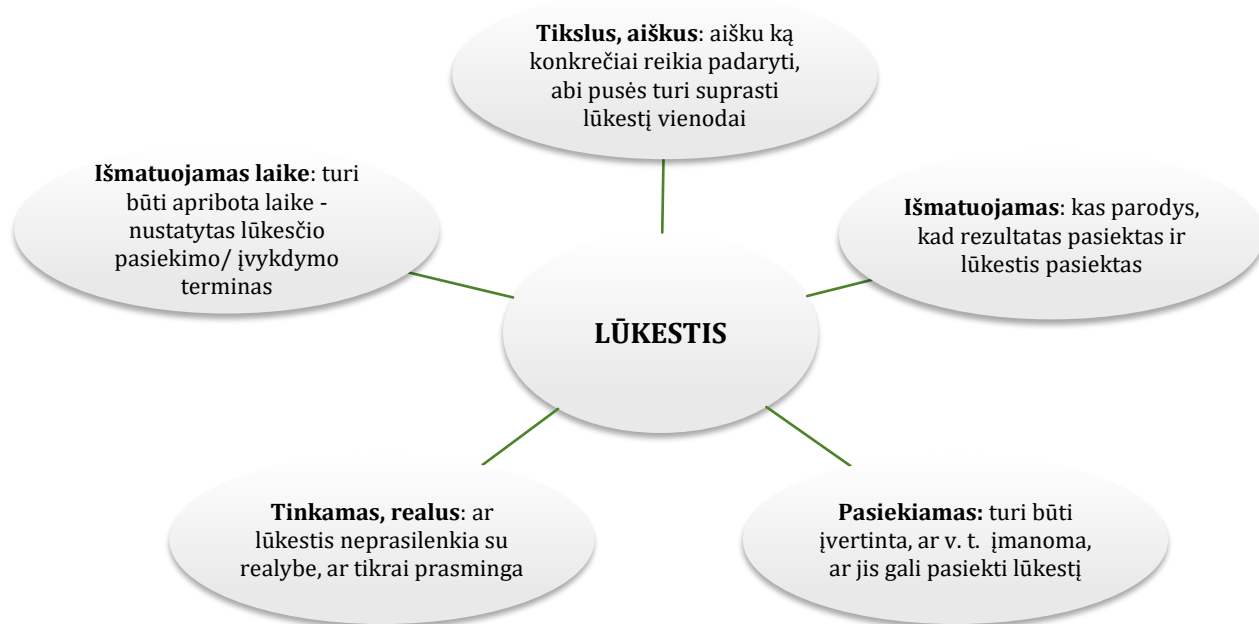 Tikslus, aiškus: aišku ką
konkrečiai reikia padaryti,
abi pusės turi suprasti
lūkestį vienodai
Išmatuojamas laike: turi
būti apribota laike -
nustatytas lūkesčio
pasiekimo/ įvykdymo
terminas
Išmatuojamas: kas parodys,
kad rezultatas pasiektas ir
lūkestis pasiektas
LŪKESTIS
Tinkamas, realus: ar
lūkestis neprasilenkia su
realybe, ar tikrai prasminga
Pasiekiamas: turi būti
įvertinta, ar v. t. įmanoma,
ar jis gali pasiekti lūkestį